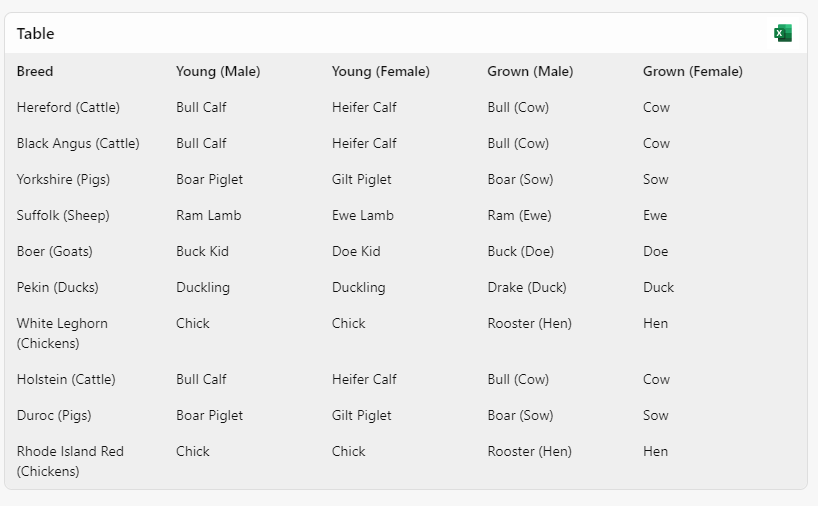 Table
Breed Young (Male) Young (Female) Grown (Male) Grown (Female)
Hereford (Cattle) Bull Calf Heifer Calf Bull (Cow) Cow
Black Angus (Cattle) Bull Calf Heifer Calf Bull (Cow) Cow
Yorkshire (Pigs) Boar Piglet Gilt Piglet Boar (Sow) Sow
Suffolk (Sheep) Ram Lamb Ewe Lamb Ram (Ewe) Ewe
Boer (Goats) Buck Kid Doe Kid Buck (Doe) Doe
Pekin (Ducks) Duckling Duckling Drake (Duck) Duck
White Leghorn Chick Chick Rooster (Hen) Hen
(Chickens)
Holstein (Cattle) Bull Calf Heifer Calf Bull (Cow) Cow
Duroc (Pigs) Boar Piglet Gilt Piglet Boar (Sow) Sow
Rhode Island Red Chick Chick Rooster (Hen) Hen
(Chickens)